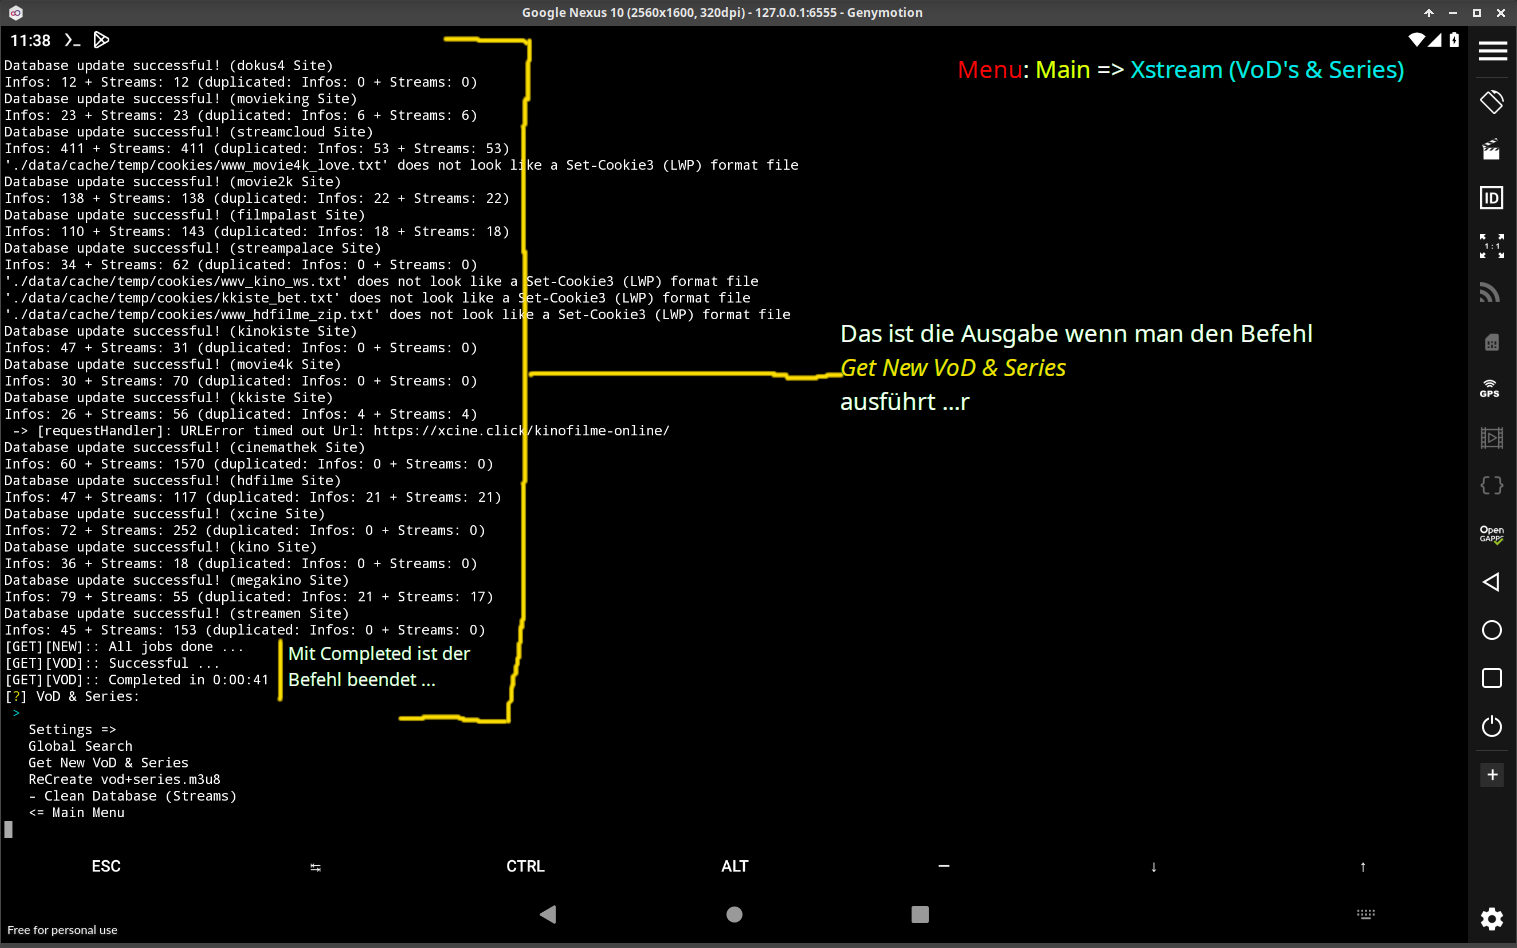 Google Nexus 10 (2560x1600, 320dpi) - 127.0.0.1:6555 - Genymotion
11:38
Menu: Main => Xstream (VoD's & Series)
Database update successful! (dokus4 Site)
Infos: 12 + Streams: 12 (duplicated: Infos: 0 + Streams: 0)
Database update successful! (movieking Site)
Infos: 23 + Streams: 23 (duplicated: Infos: 6 + Streams: 6)
Database update successful! (streamcloud Site)
Infos: 411 + Streams: 411 (duplicated: Infos: 53 + Streams: 53)
'./data/cache/temp/cookies/www_movie4k_love.txt' does not look like a Set-Cookie3 (LWP) format file
Database update successful! (movie2k Site)
Infos: 138 + Streams: 138 (duplicated: Infos: 22 + Streams: 22)
Database update successful! (filmpalast Site)
Infos: 110 + Streams: 143 (duplicated: Infos: 18 + Streams: 18)
Database update successful! (streampalace Site)
Infos: 34 + Streams: 62 (duplicated: Infos: 0 + Streams: 0)
'./data/cache/temp/cookies/wwv_kino_ws.txt' does not look like a Set-Cookie3 (LWP) format file
'./data/cache/temp/cookies/kkiste_bet.txt' does not look like a Set-Cookie3 (LWP) format file
'./data/cache/temp/cookies/www_hdfilme_zip.txt' does not look like a Set-Cookie3 (LWP) format file
Database update successful! (kinokiste Site)
Infos: 47 + Streams: 31 (duplicated: Infos: 0 + Streams: 0)
Database update successful! (movie4k Site)
Infos: 30 + Streams: 70 (duplicated: Infos: 0 + Streams: 0)
Database update successful! (kkiste Site)
Infos: 26 + Streams: 56 (duplicated: Infos: 4 + Streams: 4)
-> [requestHandler]: URLError timed out Url: https://xcine.click/kinofilme-online/
Database update successful! (cinemathek Site)
Infos: 60 + Streams: 1570 (duplicated: Infos: 0 + Streams: 0)
Database update successful! (hdfilme Site)
Infos: 47 + Streams: 117 (duplicated: Infos: 21 + Streams: 21)
Database update successful! (xcine Site)
Infos: 72 + Streams: 252 (duplicated: Infos: 0 + Streams: 0)
Database update successful! (kino Site)
Infos: 36 + Streams: 18 (duplicated: Infos: 0 + Streams: 0)
Database update successful! (megakino Site)
Infos: 79 + Streams: 55 (duplicated: Infos: 21 + Streams: 17)
Database update successful! (streamen Site)
Infos: 45 + Streams: 153 (duplicated: Infos: 0 + Streams: 0)
[GET][NEW]:: All jobs done ...
[GET][VOD]:: Successful ...
[GET][VOD]:: Completed in 0:00:41
[?] VoD & Series:
>
Settings =>
Global Search
Get New VoD & Series
ReCreate vod+series.m3u8
- Clean Database (Streams)
<= Main Menu
Das ist die Ausgabe wenn man den Befehl
Get New VoD & Series
ausführt ...r
Mit Completed ist der
Befehl beendet ...
ESC ↹ CTRL ALT — ↓ ↑
Free for personal use
ID
1:1
GPS
Open
GAPPS